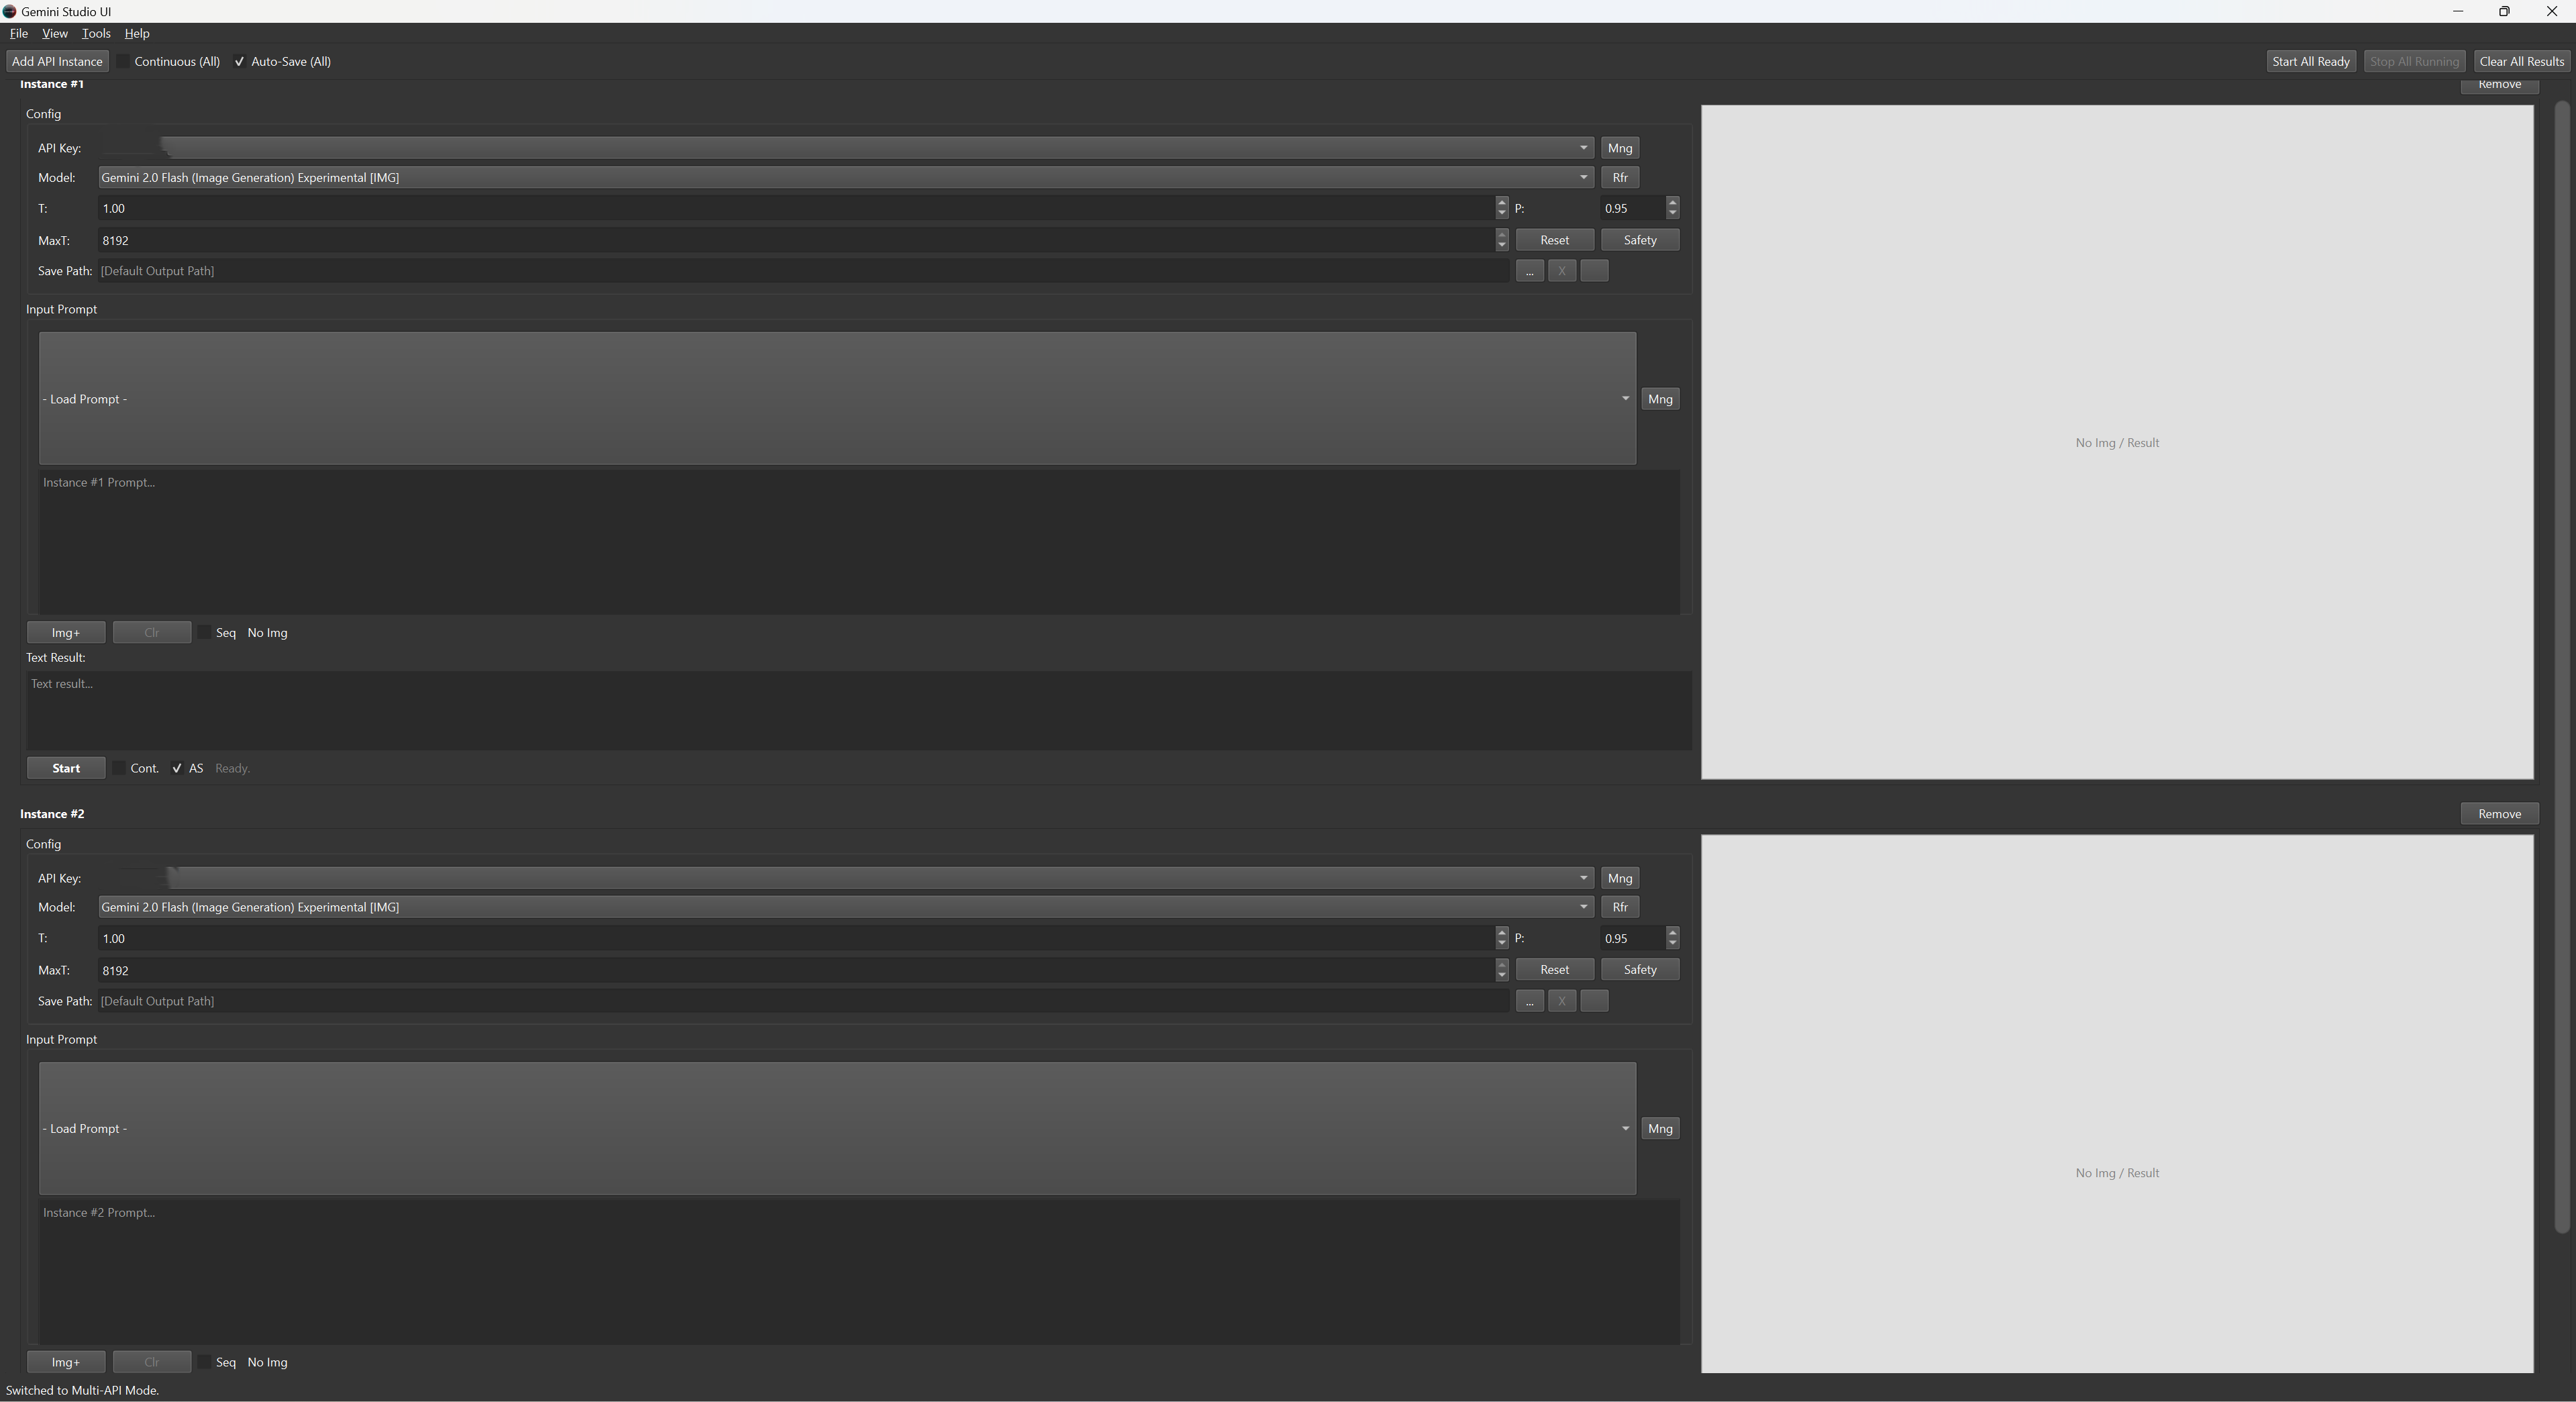 Gemini Studio UI
File View Tools Help
Add API Instance Continuous (All) Auto-Save (All) Start All Ready Stop All Running Clear All Results
Instance #1 Remove
Config
API Key: Mng
Model: Gemini 2.0 Flash (Image Generation) Experimental [IMG] Rfr
T: 1.00 P: 0.95
MaxT: 8192 Reset Safety
Save Path: [Default Output Path] ... X
Input Prompt
- Load Prompt - Mng
Instance #1 Prompt...
No Img / Result
Img+ Clr Seq No Img
Text Result:
Text result...
Start Cont. AS Ready.
Instance #2 Remove
Config
API Key: Mng
Model: Gemini 2.0 Flash (Image Generation) Experimental [IMG] Rfr
T: 1.00 P: 0.95
MaxT: 8192 Reset Safety
Save Path: [Default Output Path] ... X
Input Prompt
- Load Prompt - Mng
Instance #2 Prompt...
No Img / Result
Img+ Clr Seq No Img
Switched to Multi-API Mode.